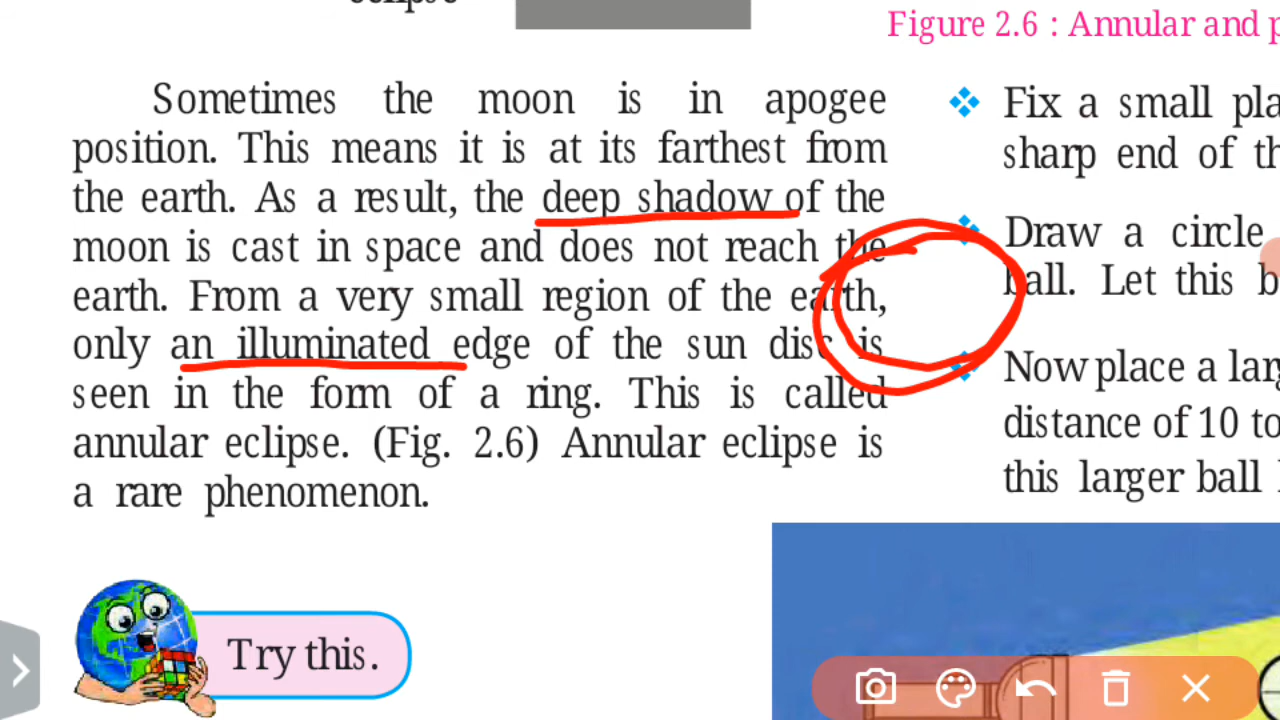 eclipse
Figure 2.6 : Annular and p
Sometimes the moon is in apogee
position. This means it is at its farthest from
the earth. As a result, the deep shadow of the
moon is cast in space and does not reach the
earth. From a very small region of the earth,
only an illuminated edge of the sun disc is
seen in the form of a ring. This is called
annular eclipse. (Fig. 2.6) Annular eclipse is
a rare phenomenon.
Try this.
Fix a small pla
sharp end of th
Draw a circle
ball. Let this b
Now place a larg
distance of 10 to
this larger ball